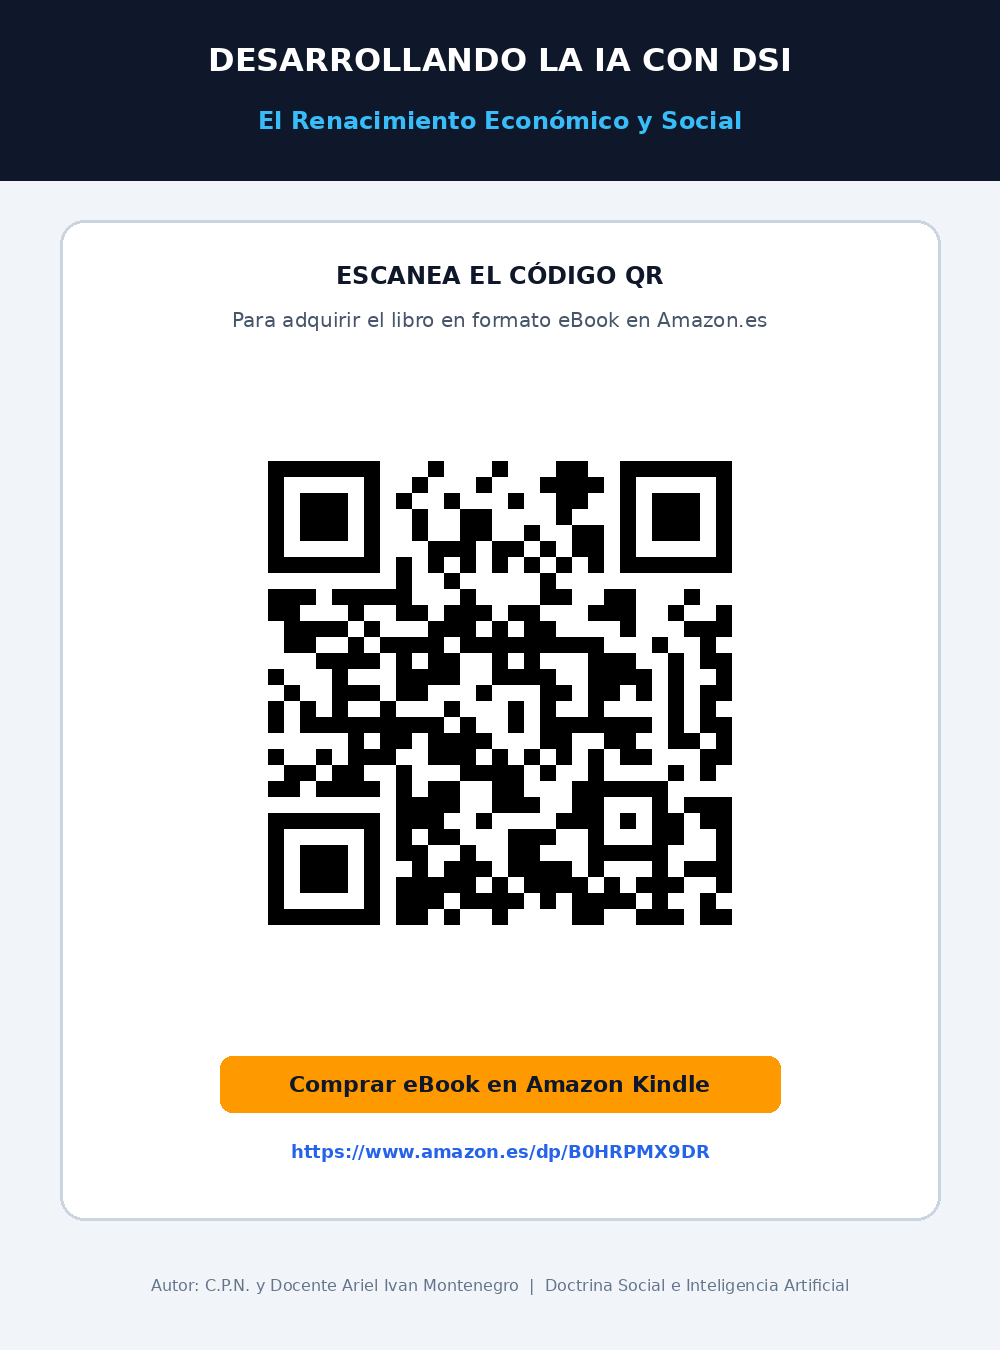 DESARROLLANDO LA IA CON DSI
El Renacimiento Económico y Social
ESCANEA EL CÓDIGO QR
Para adquirir el libro en formato eBook en Amazon.es
Comprar eBook en Amazon Kindle
https://www.amazon.es/dp/B0HRPMX9DR
Autor: C.P.N. y Docente Ariel Ivan Montenegro | Doctrina Social e Inteligencia Artificial